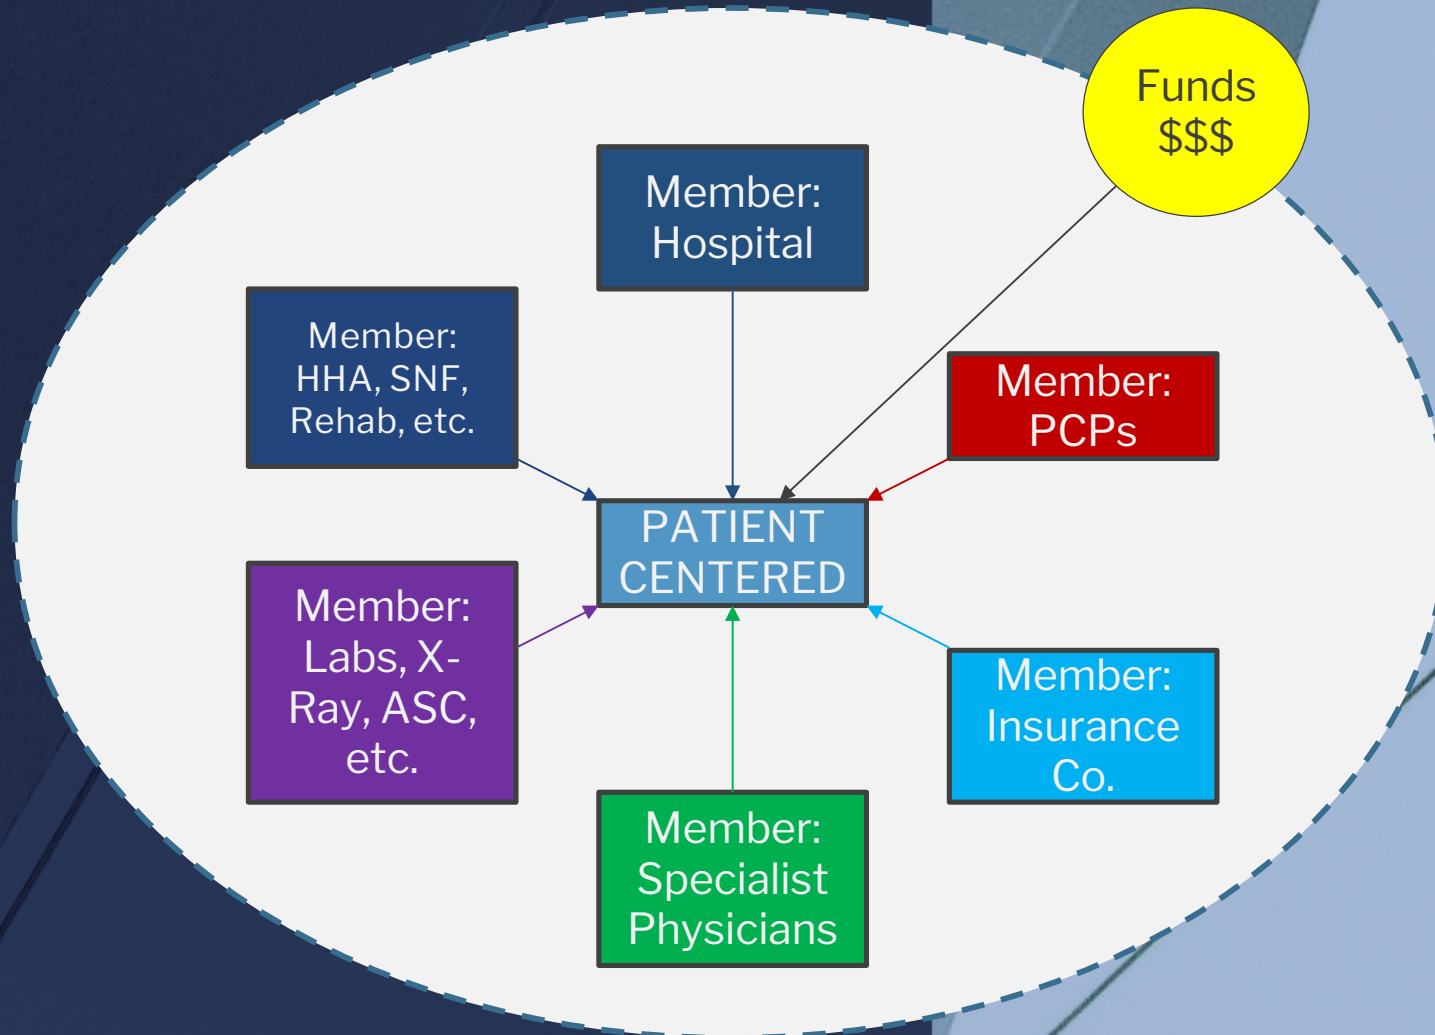 Funds
$$$
Member:
Hospital
Member:
HHA, SNF,
Rehab, etc.
Member:
PCPs
PATIENT
CENTERED
Member:
Labs, X-
Ray, ASC,
etc.
Member:
Insurance
Co.
Member:
Specialist
Physicians